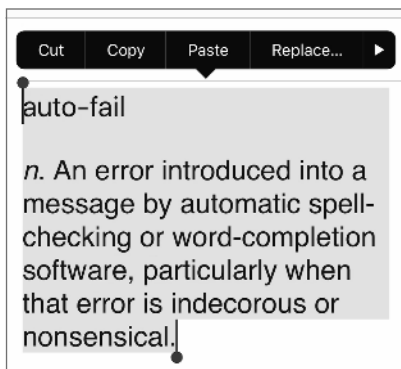 Cut Copy Paste Replace...
auto-fail
n. An error introduced into a
message by automatic spell-
checking or word-completion
software, particularly when
that error is indecorous or
nonsensical.